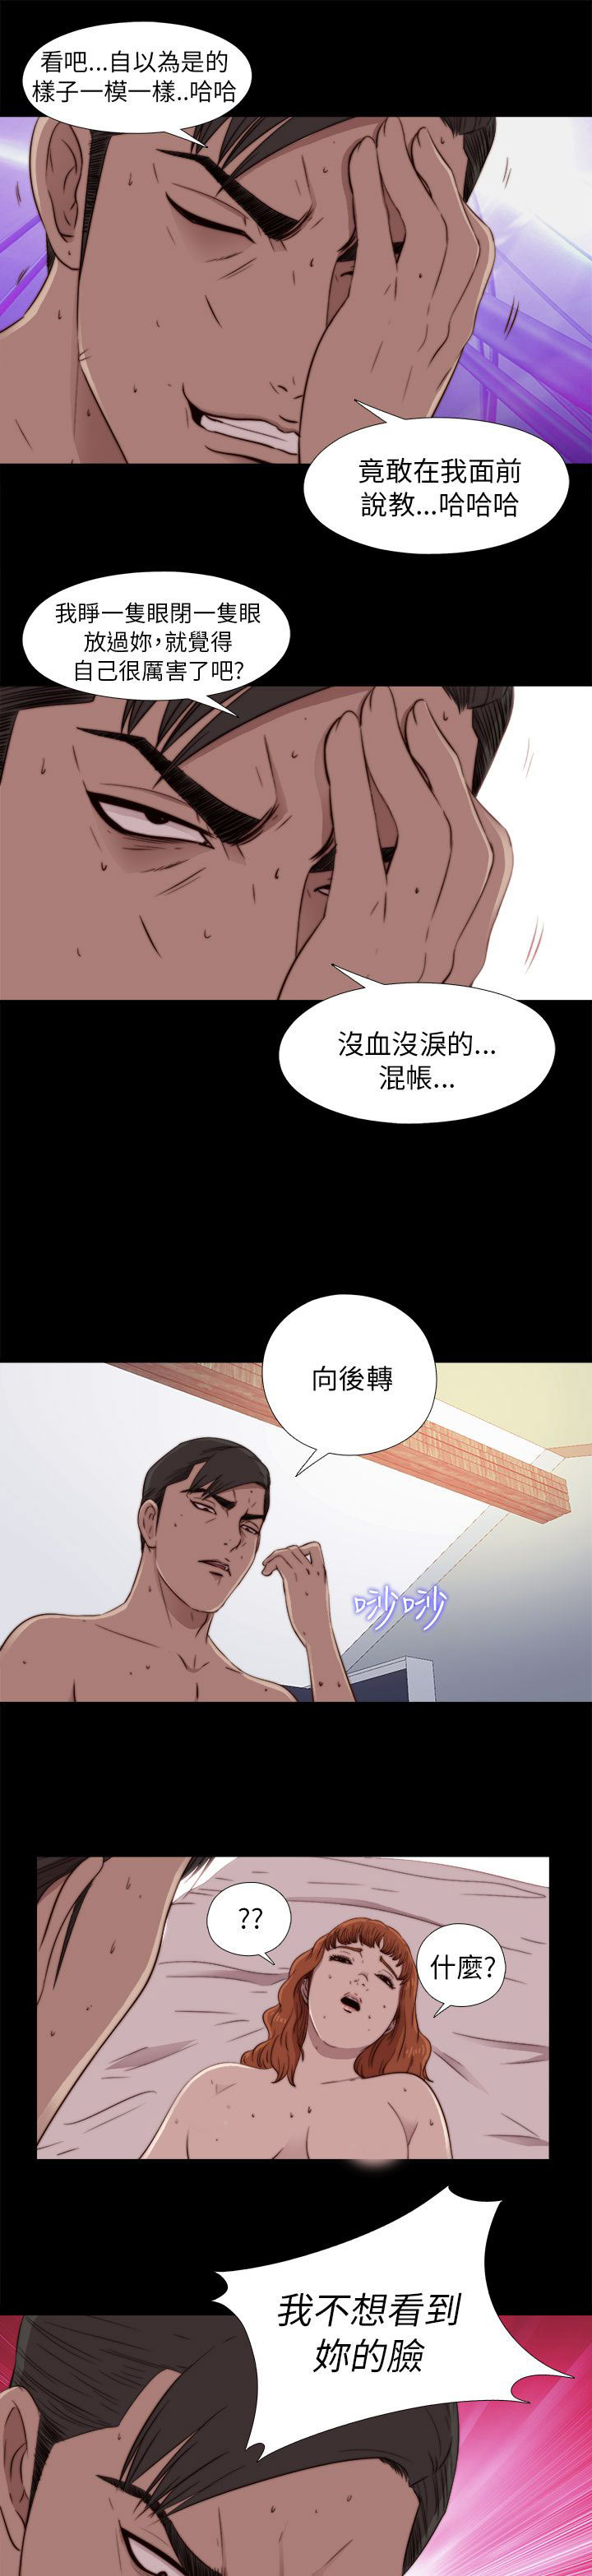 看吧...自以為是的
樣子一模一樣..哈哈
竟敢在我面前
說教...哈哈哈
我睜一隻眼閉一隻眼
放過妳,就覺得
自己很厲害了吧?
沒血沒淚的...
混帳...
向後轉
唦唦
??
什麼?
我不想看到
妳的臉